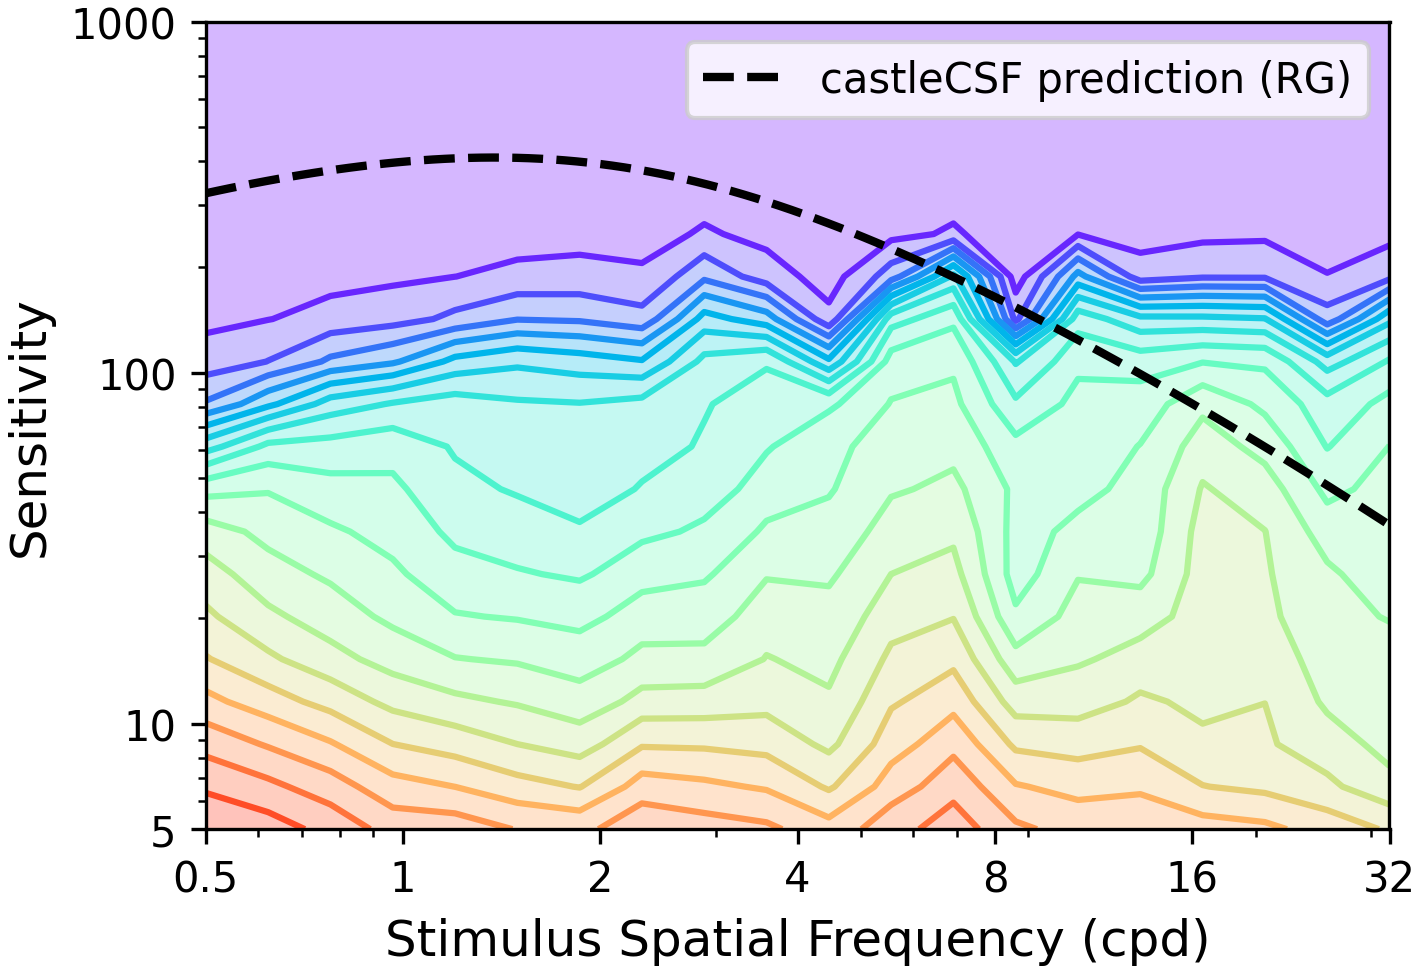 1000
100
10
5
Sensitivity
castleCSF prediction (RG)
0.5 1 2 4 8 16 32
Stimulus Spatial Frequency (cpd)